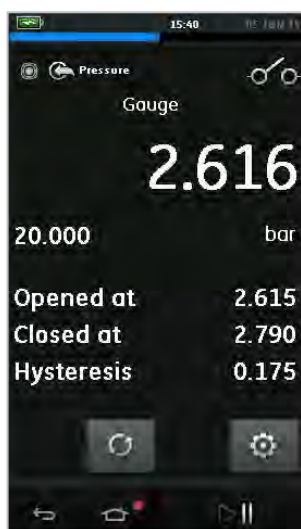 15:40
Pressure
Gauge
2.616
20.000 bar
Opened at 2.615
Closed at 2.790
Hysteresis 0.175